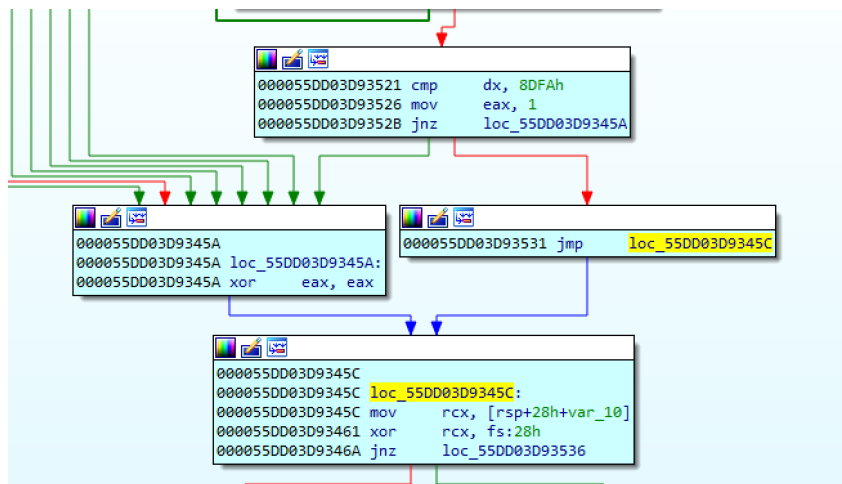 000055DD03D93521 cmp dx, 8DFAh
000055DD03D93526 mov eax, 1
000055DD03D9352B jnz loc_55DD03D9345A
000055DD03D9345A
000055DD03D9345A loc_55DD03D9345A:
000055DD03D9345A xor eax, eax
000055DD03D93531 jmp loc_55DD03D9345C
000055DD03D9345C
000055DD03D9345C loc_55DD03D9345C:
000055DD03D9345C mov rcx, [rsp+28h+var_10]
000055DD03D93461 xor rcx, fs:28h
000055DD03D9346A jnz loc_55DD03D93536